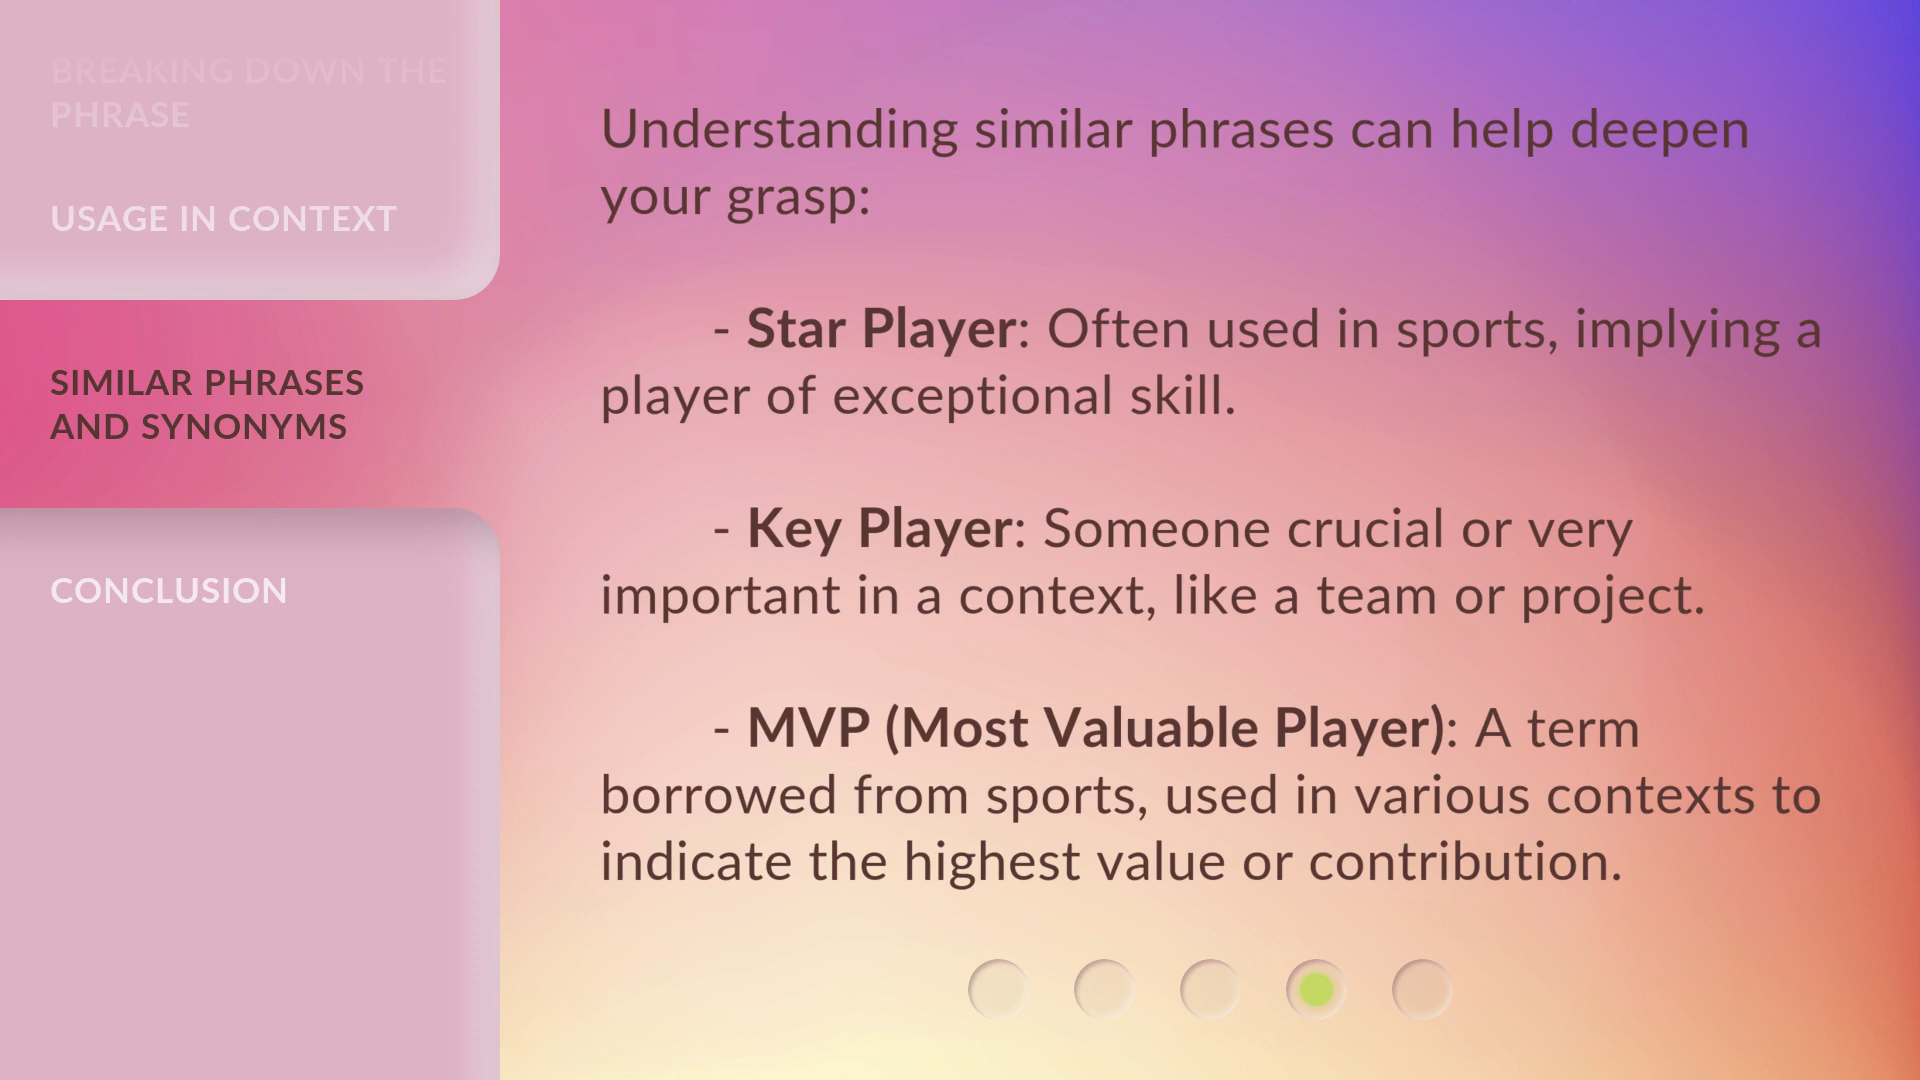 BREAKING DOWN THE
PHRASE
USAGE IN CONTEXT
SIMILAR PHRASES
AND SYNONYMS
CONCLUSION
Understanding similar phrases can help deepen
your grasp:
- Star Player: Often used in sports, implying a
player of exceptional skill.
- Key Player: Someone crucial or very
important in a context, like a team or project.
- MVP (Most Valuable Player): A term
borrowed from sports, used in various contexts to
indicate the highest value or contribution.